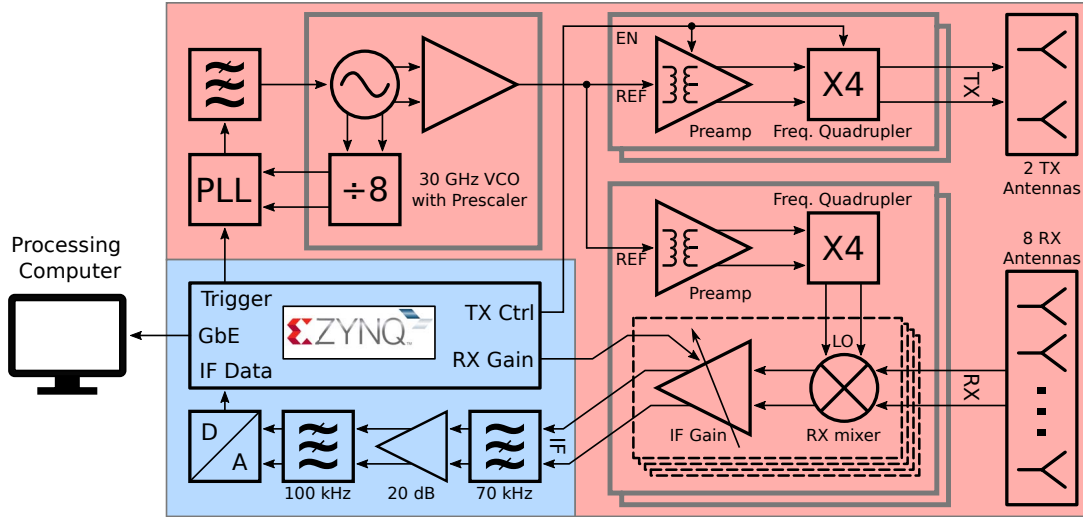 EN
X4
TX
REF
Preamp
Freq. Quadrupler
2 TX
Antennas
PLL
÷8
30 GHz VCO
with Prescaler
Freq. Quadrupler
X4
REF
Preamp
8 RX
Antennas
Processing
Computer
Trigger
GbE
IF Data
ZYNQ
TM
TX Ctrl
RX Gain
LO
RX
IF Gain
RX mixer
IF
D
A
100 kHz
20 dB
70 kHz